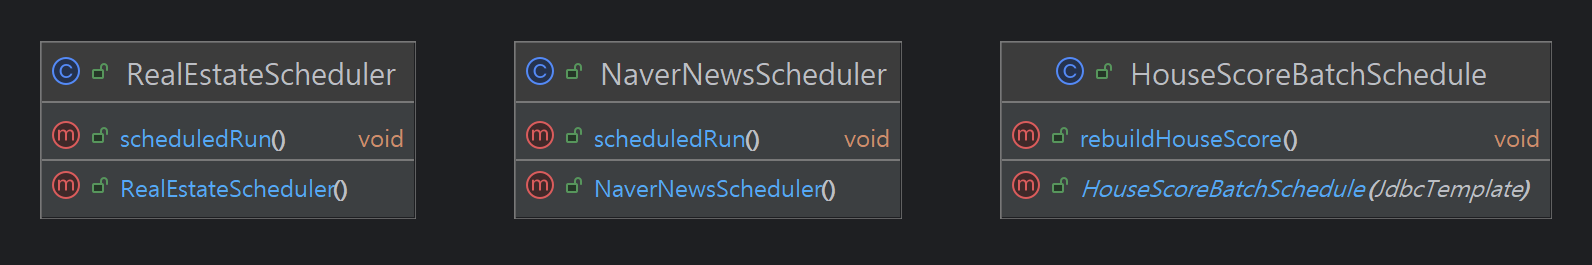 RealEstateScheduler
scheduledRun() void
RealEstateScheduler()
NaverNewsScheduler
scheduledRun() void
NaverNewsScheduler()
HouseScoreBatchSchedule
rebuildHouseScore() void
HouseScoreBatchSchedule(JdbcTemplate)